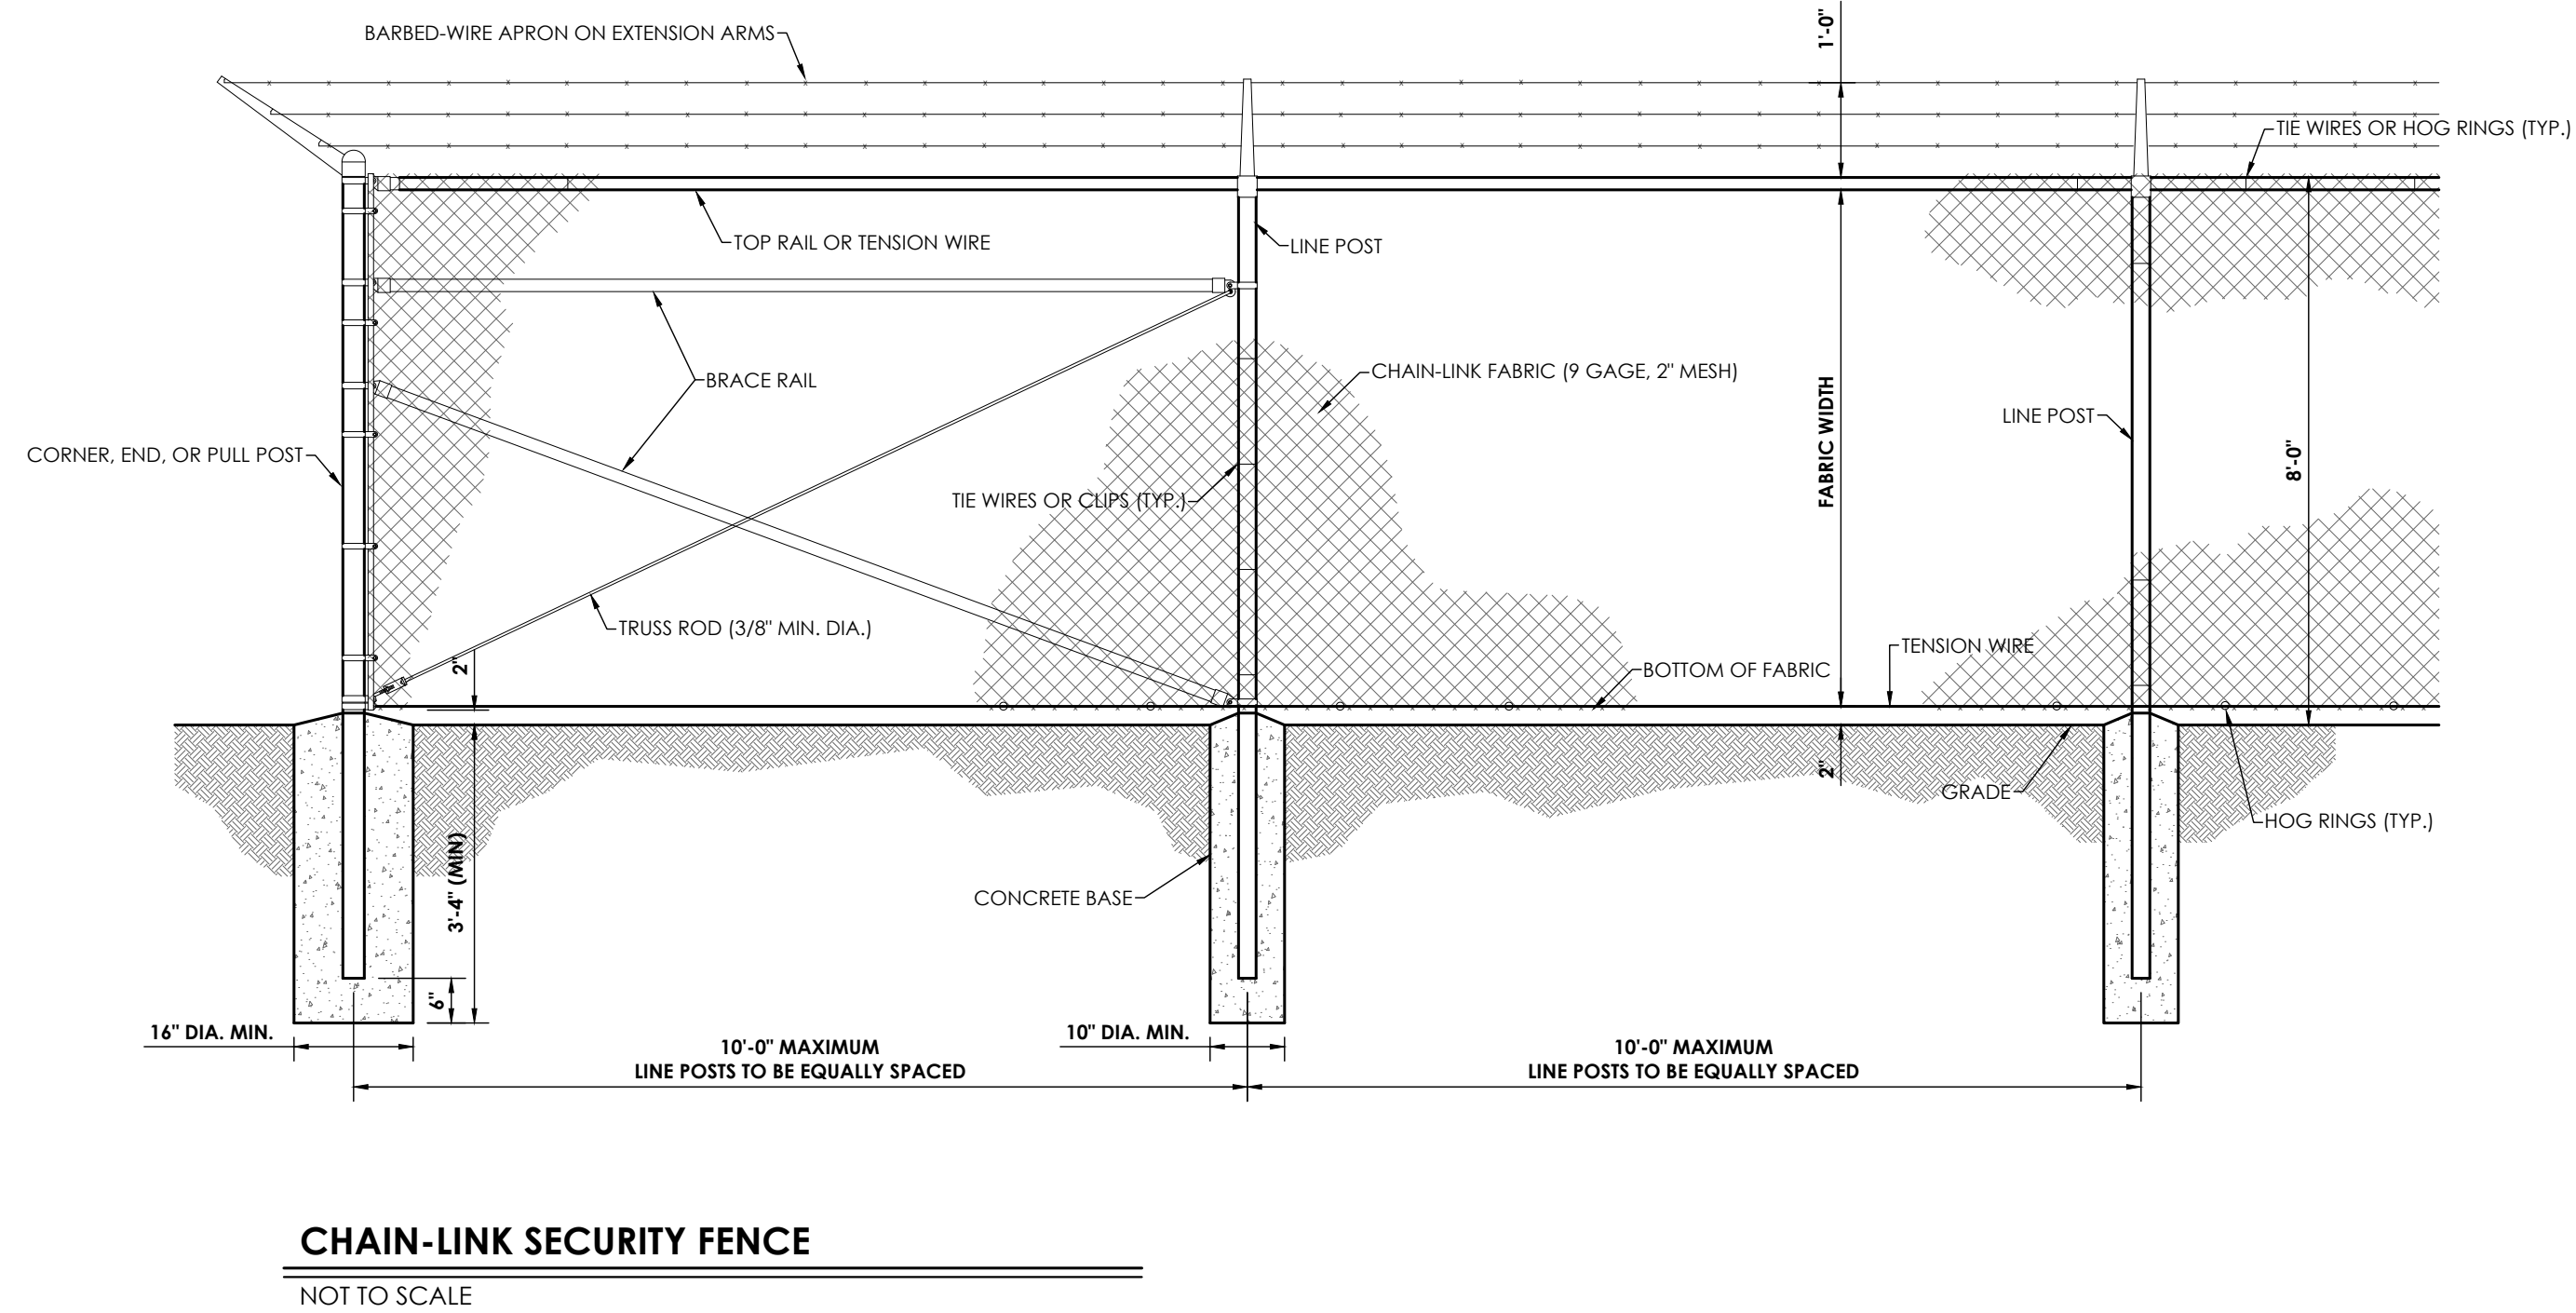 BARBED-WIRE APRON ON EXTENSION ARMS
1'-0"
TIE WIRES OR HOG RINGS (TYP.)
TOP RAIL OR TENSION WIRE
LINE POST
BRACE RAIL
CHAIN-LINK FABRIC (9 GAGE, 2" MESH)
FABRIC WIDTH
LINE POST
8'-0"
CORNER, END, OR PULL POST
TIE WIRES OR CLIPS (TYP.)
TRUSS ROD (3/8" MIN. DIA.)
2"
BOTTOM OF FABRIC
TENSION WIRE
2"
GRADE
HOG RINGS (TYP.)
3'-4" (MIN)
CONCRETE BASE
6"
16" DIA. MIN.
10" DIA. MIN.
10'-0" MAXIMUM
LINE POSTS TO BE EQUALLY SPACED
10'-0" MAXIMUM
LINE POSTS TO BE EQUALLY SPACED
CHAIN-LINK SECURITY FENCE
NOT TO SCALE